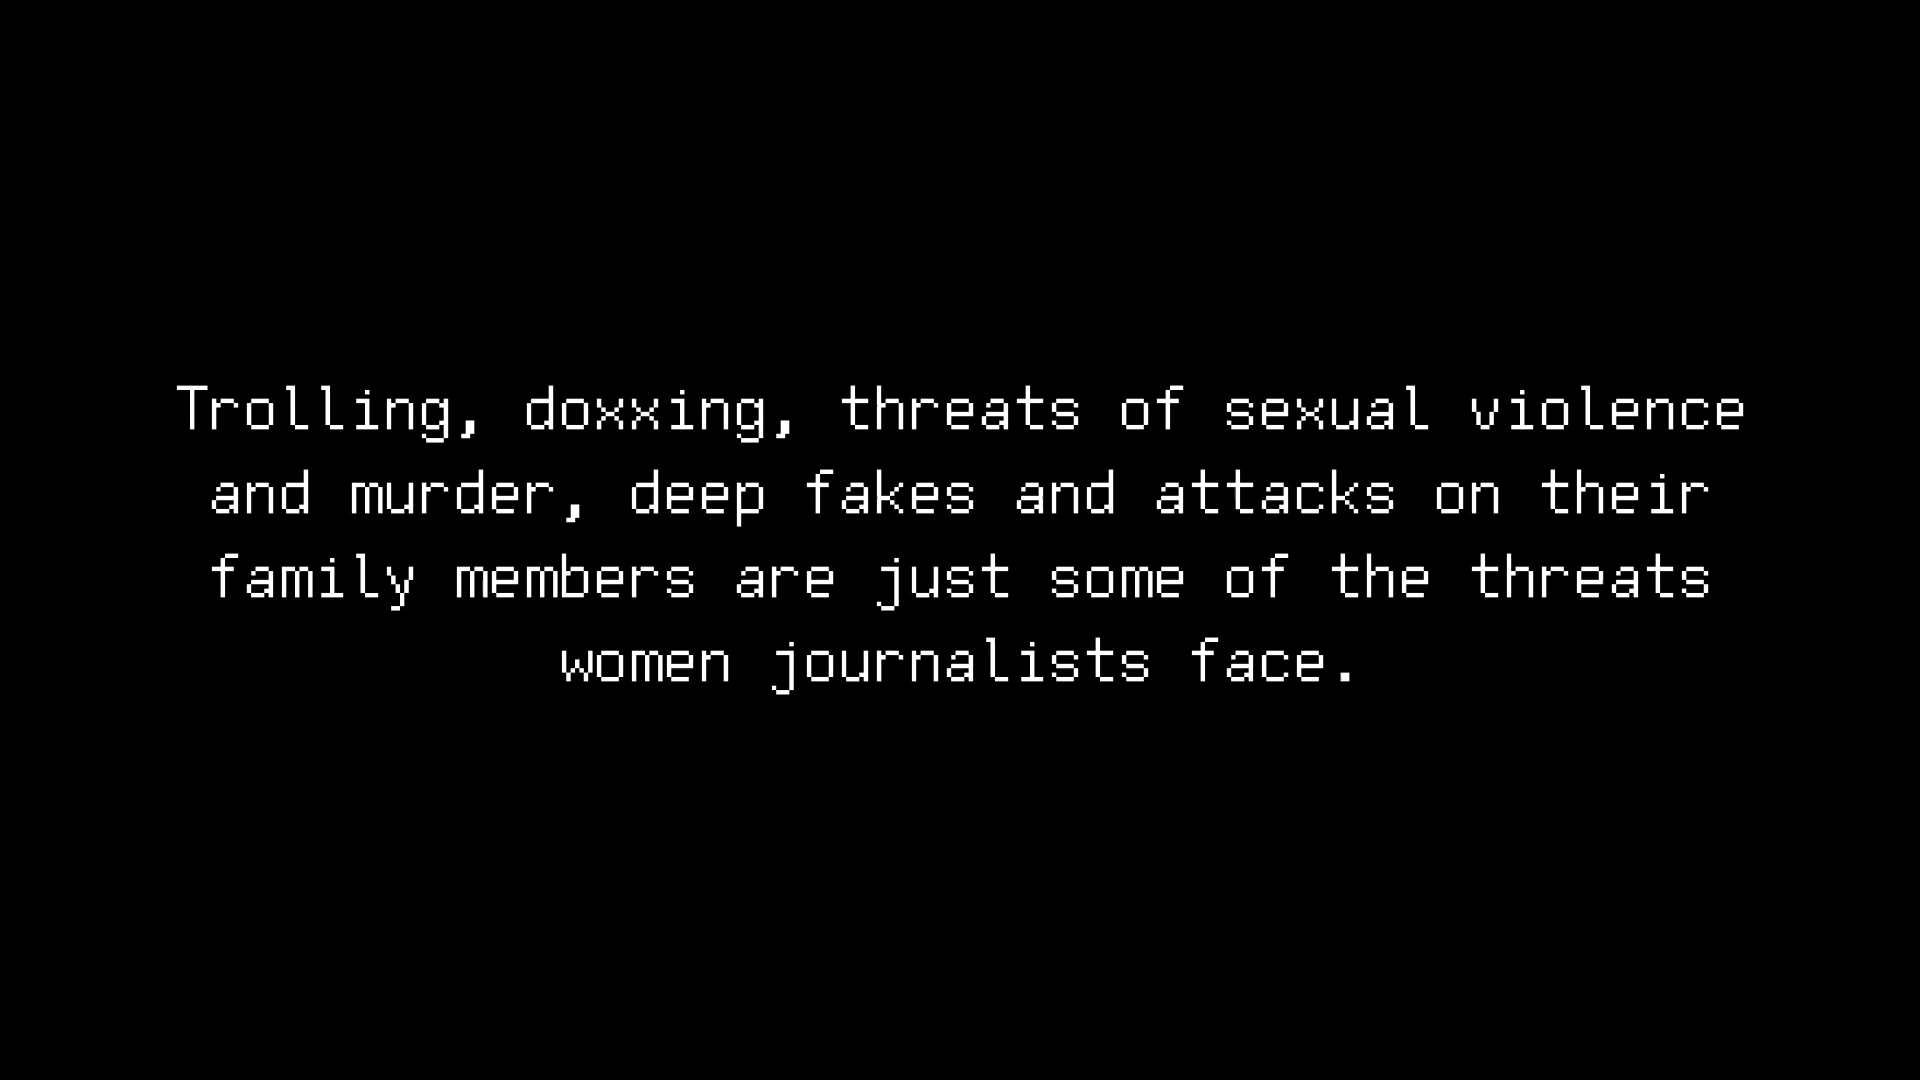 Trolling, doxxing, threats of sexual violence
and murder, deep fakes and attacks on their
family members are just some of the threats
women journalists face.